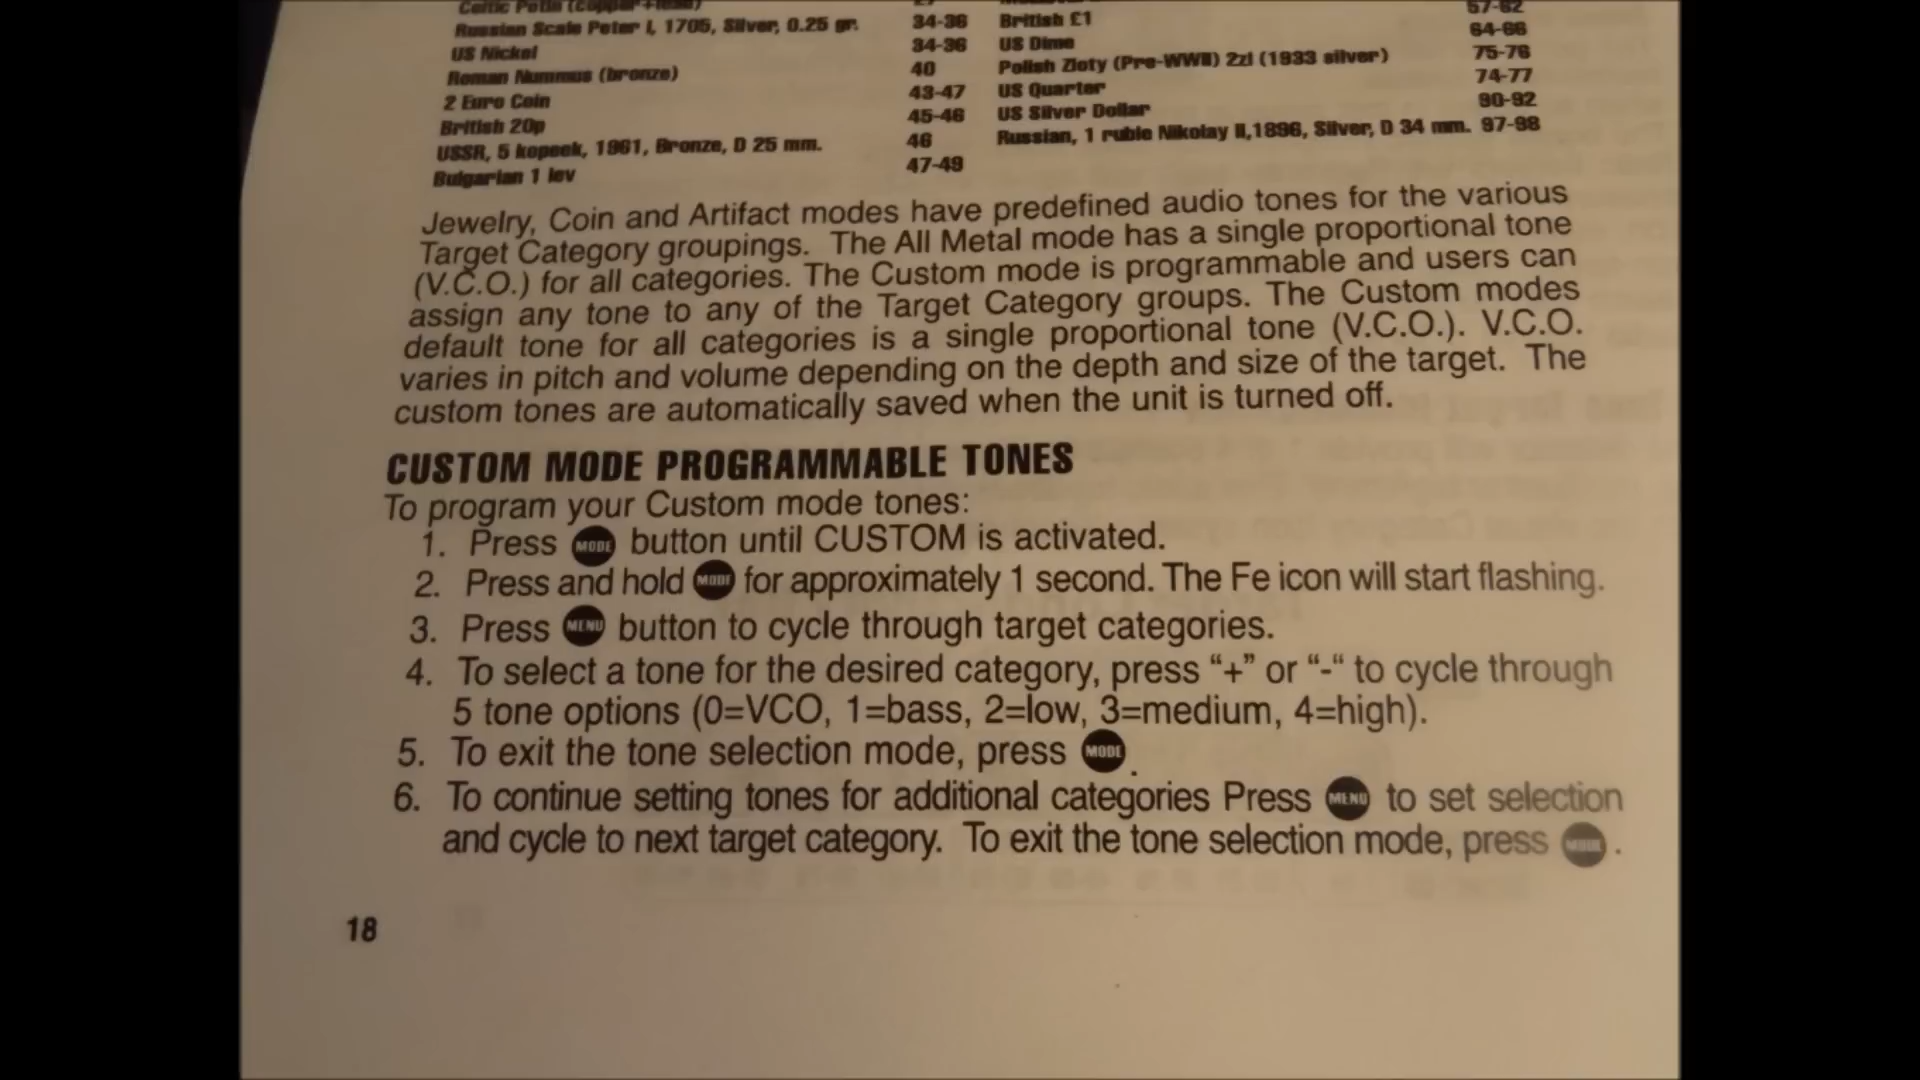 Celtic Potin (copper+lead)
Russian Scale Peter I, 1705, Silver, 0.25 gr.
US Nickel
Roman Nummus (bronze)
2 Euro Coin
British 20p
USSR, 5 kopeek, 1961, Bronze, D 25 mm.
Bulgarian 1 lev
34-36
34-36
40
43-47
45-46
46
47-49
British £1
US Dime
Polish Zloty (Pre-WWII) 2zl (1933 silver)
US Quarter
US Silver Dollar
Russian, 1 ruble Nikolay II,1896, Silver, D 34 mm.
57-62
64-66
75-76
74-77
90-92
97-98
Jewelry, Coin and Artifact modes have predefined audio tones for the various
Target Category groupings. The All Metal mode has a single proportional tone
(V.C.O.) for all categories. The Custom mode is programmable and users can
assign any tone to any of the Target Category groups. The Custom modes
default tone for all categories is a single proportional tone (V.C.O.). V.C.O.
varies in pitch and volume depending on the depth and size of the target. The
custom tones are automatically saved when the unit is turned off.
CUSTOM MODE PROGRAMMABLE TONES
To program your Custom mode tones:
1. Press MODE button until CUSTOM is activated.
2. Press and hold MODE for approximately 1 second. The Fe icon will start flashing.
3. Press MENU button to cycle through target categories.
4. To select a tone for the desired category, press “+” or “-“ to cycle through
5 tone options (0=VCO, 1=bass, 2=low, 3=medium, 4=high).
5. To exit the tone selection mode, press MODE.
6. To continue setting tones for additional categories Press MENU to set selection
and cycle to next target category. To exit the tone selection mode, press MODE.
18